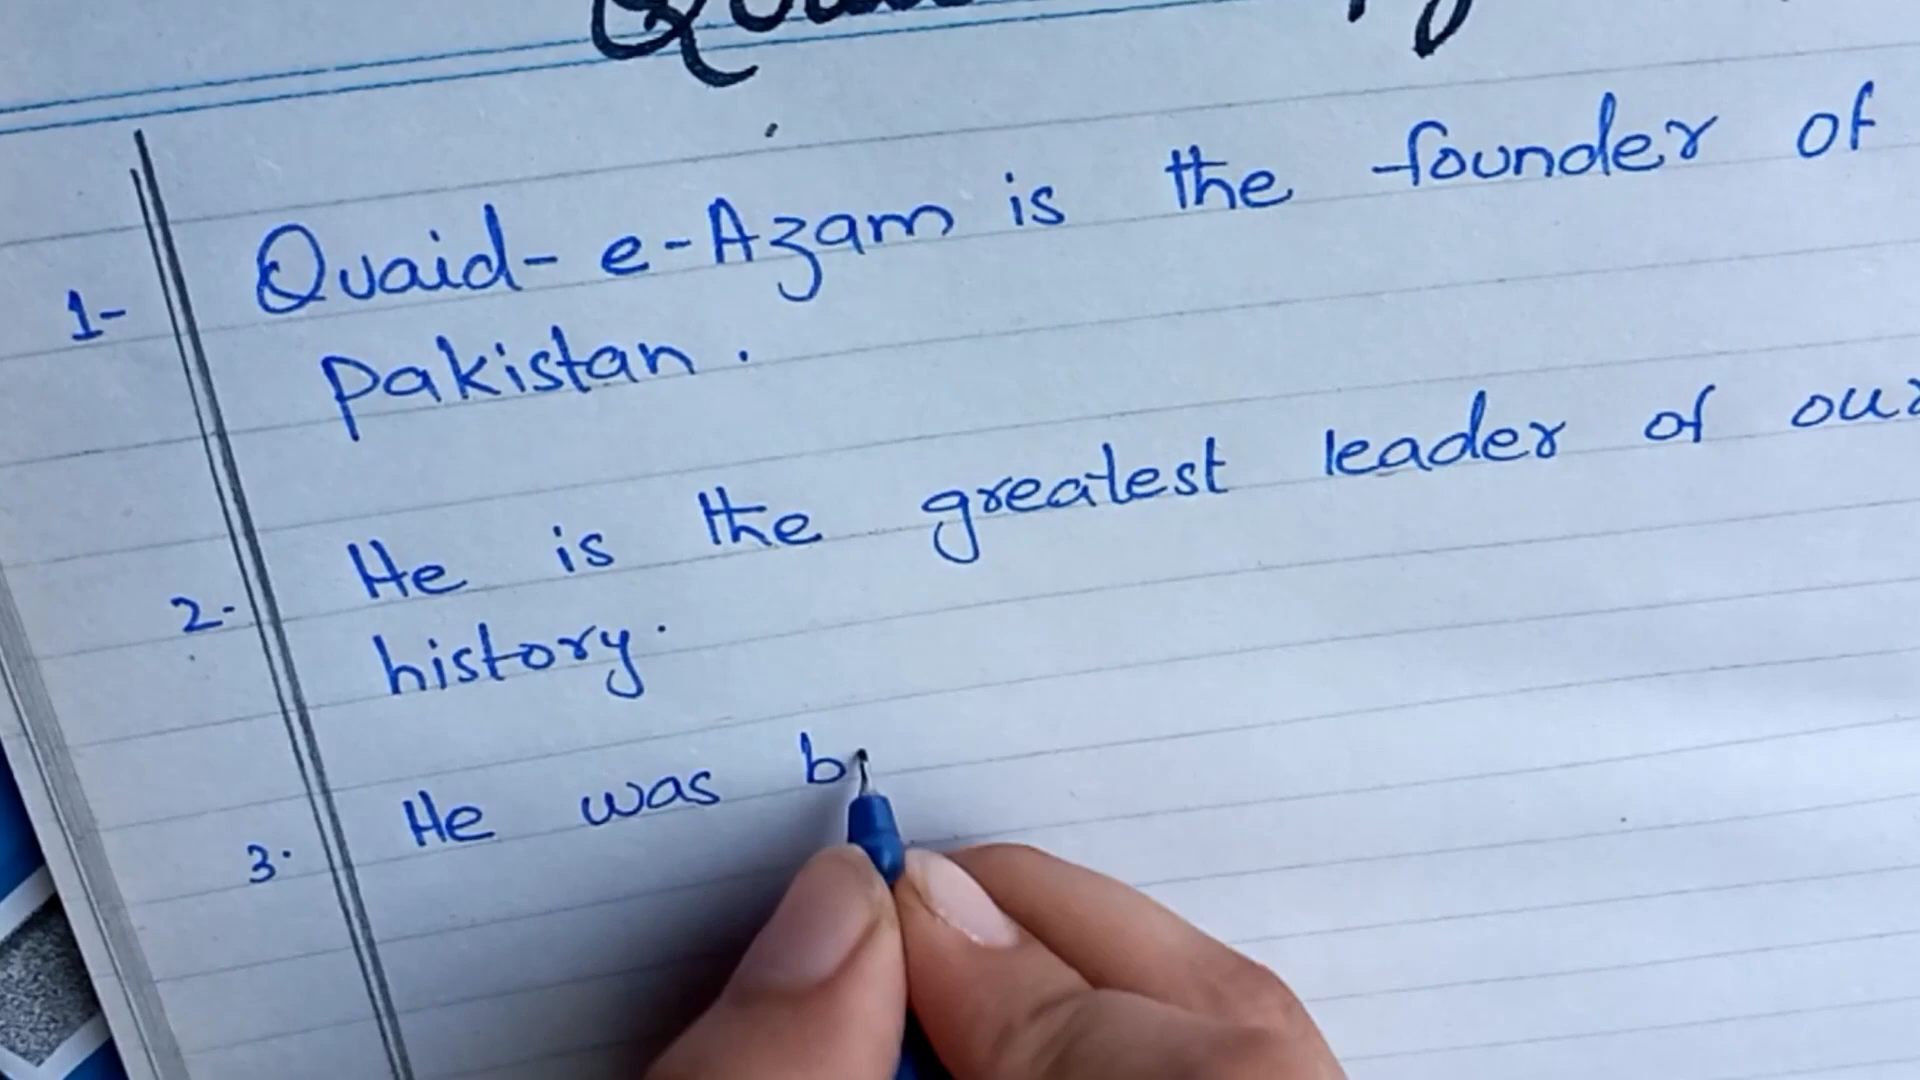 1- Quaid-e-Azam is the founder of
pakistan.
2. He is the greatest leader of our
history.
3. He was b